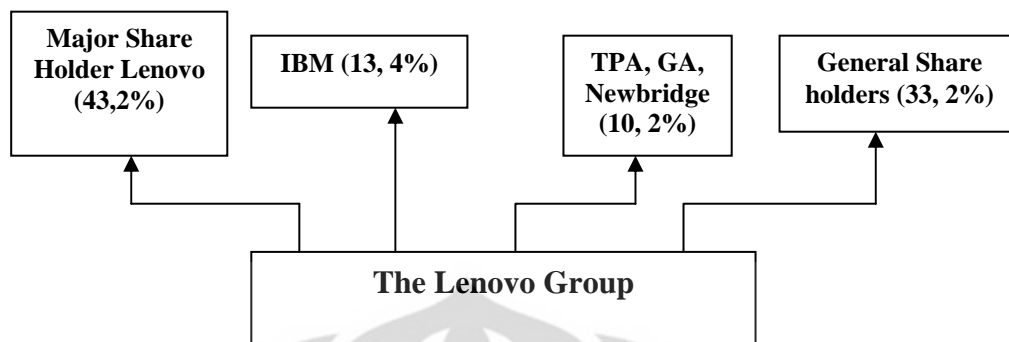 Major Share
Holder Lenovo
(43,2%)
IBM (13, 4%)
TPA, GA,
Newbridge
(10, 2%)
General Share
holders (33, 2%)
The Lenovo Group